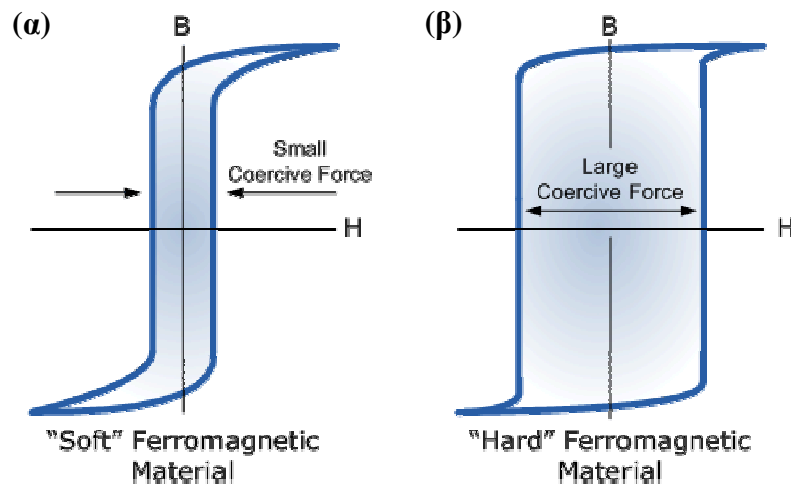 (α)
B
Small
Coercive Force
H
"Soft" Ferromagnetic
Material
(β)
B
Large
Coercive Force
H
"Hard" Ferromagnetic
Material